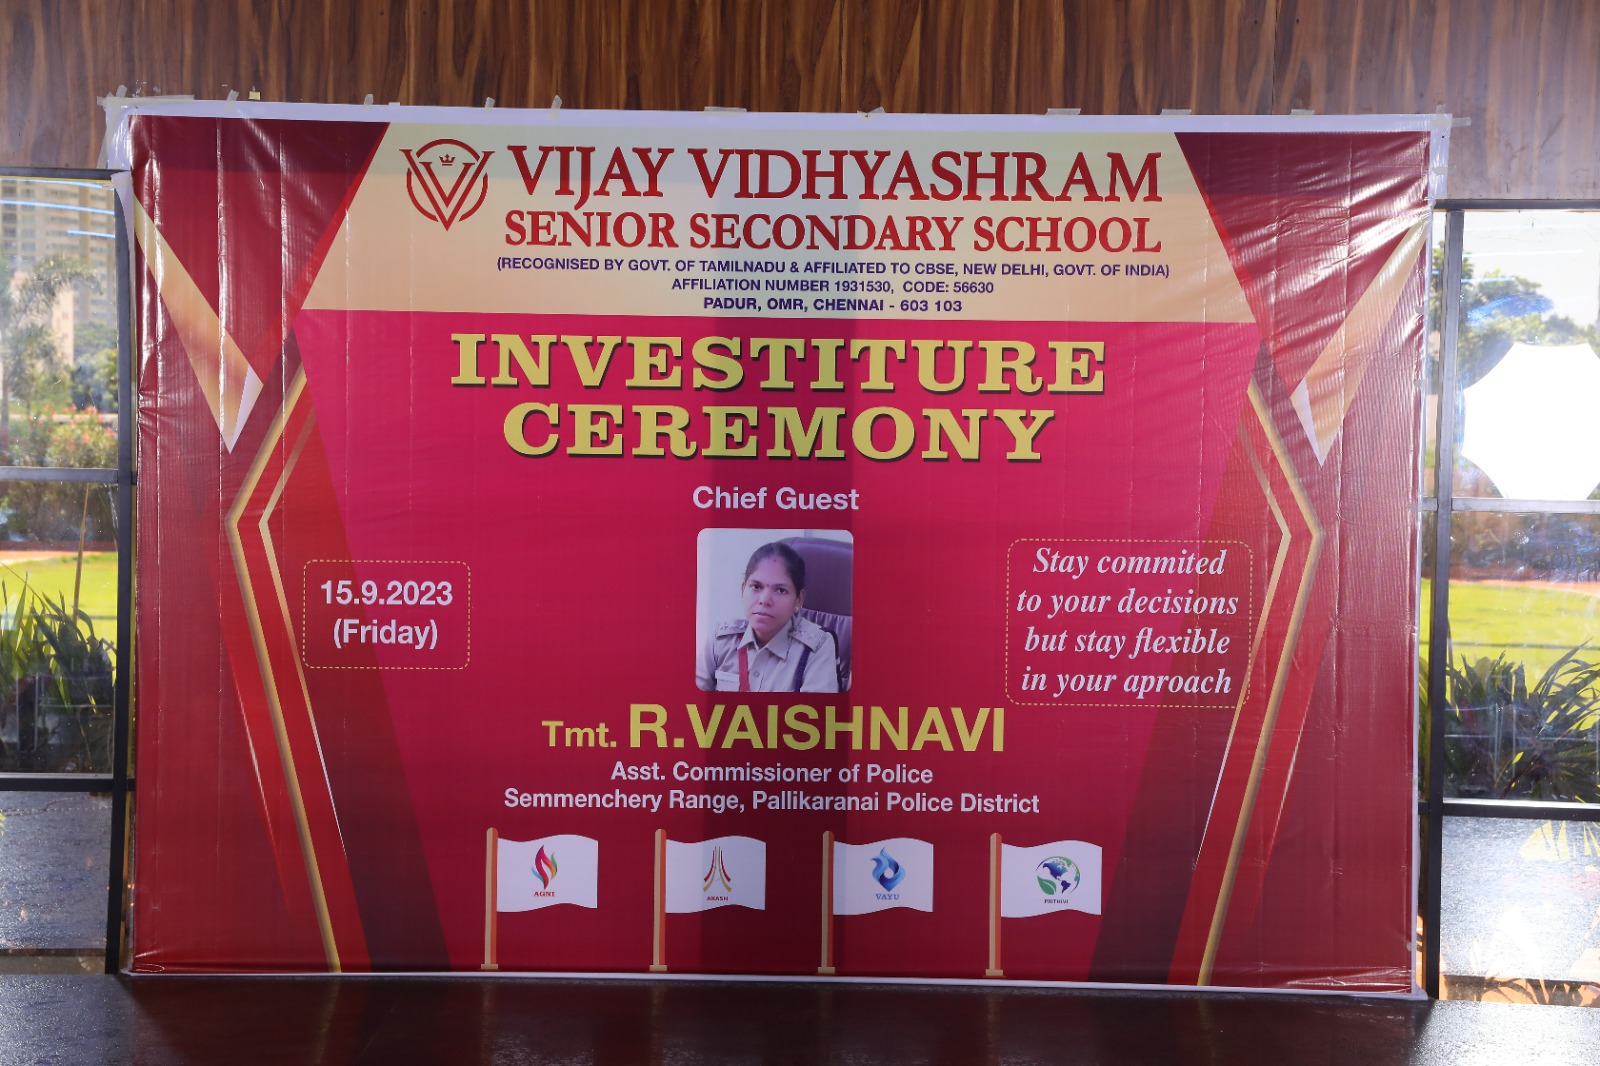 VIJAY VIDHYASHRAM
SENIOR SECONDARY SCHOOL
(RECOGNISED BY GOVT. OF TAMILNADU & AFFILIATED TO CBSE, NEW DELHI, GOVT. OF INDIA)
AFFILIATION NUMBER 1931530, CODE: 56630
PADUR, OMR, CHENNAI - 603 103
INVESTITURE
CEREMONY
Chief Guest
15.9.2023
(Friday)
Stay commited
to your decisions
but stay flexible
in your aproach
Tmt. R.VAISHNAVI
Asst. Commissioner of Police
Semmenchery Range, Pallikaranai Police District
AGNI
AKASH
VAYU
PRITHIVI